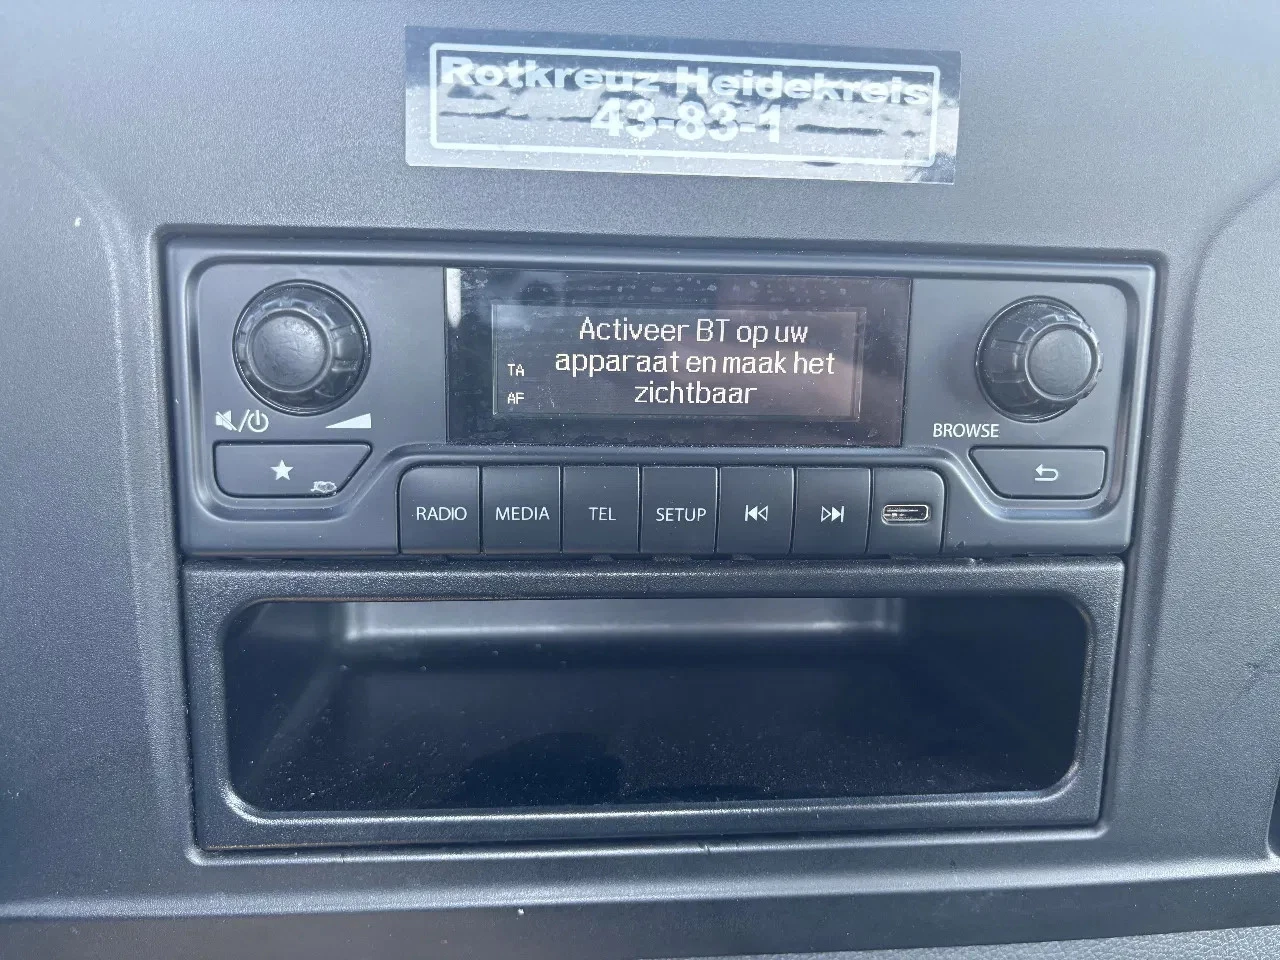 Rotkreuz Heidekreis
43-83-1
Activeer BT op uw
apparaat en maak het
zichtbaar
TA
AF
BROWSE
RADIO
MEDIA
TEL
SETUP